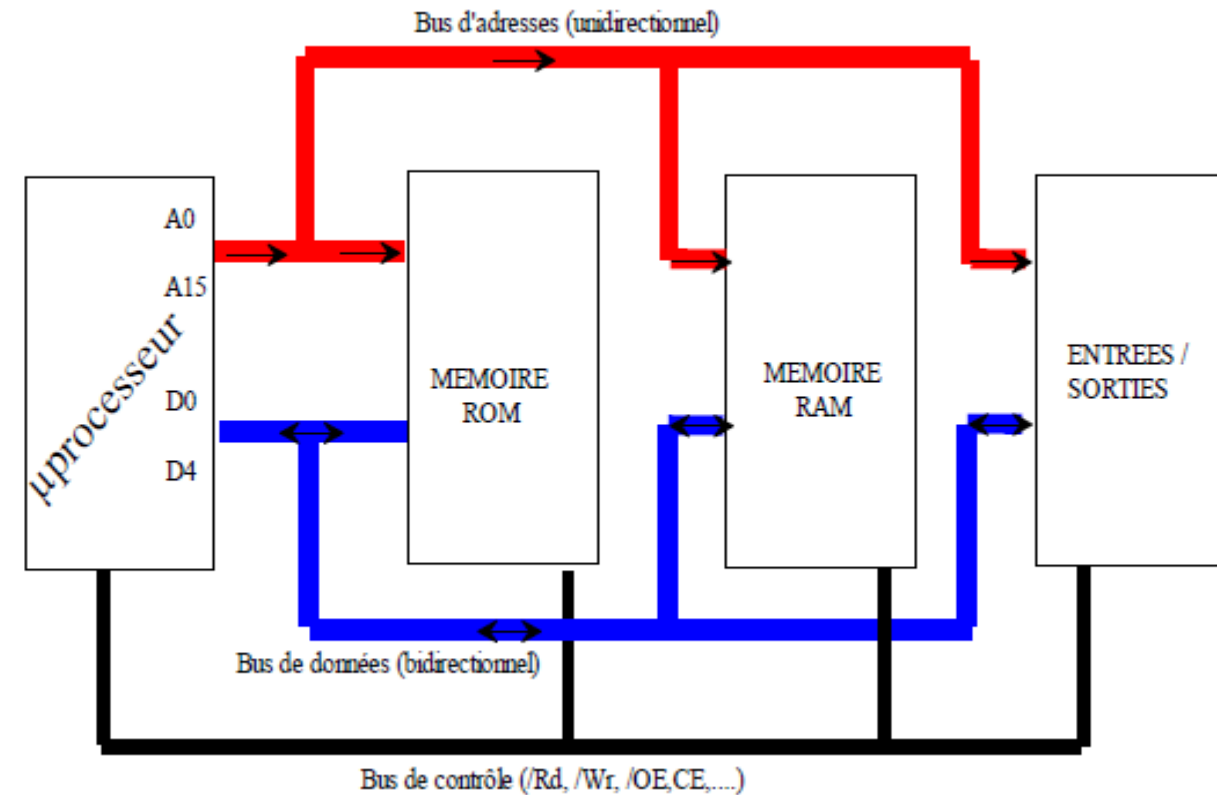 Bus d'adresses (unidirectionnel)
A0
A15
µprocesseur
D0
D4
MEMOIRE
ROM
MEMOIRE
RAM
ENTREES /
SORTIES
Bus de données (bidirectionnel)
Bus de contrôle (/Rd, /Wr, /OE,CE,....)